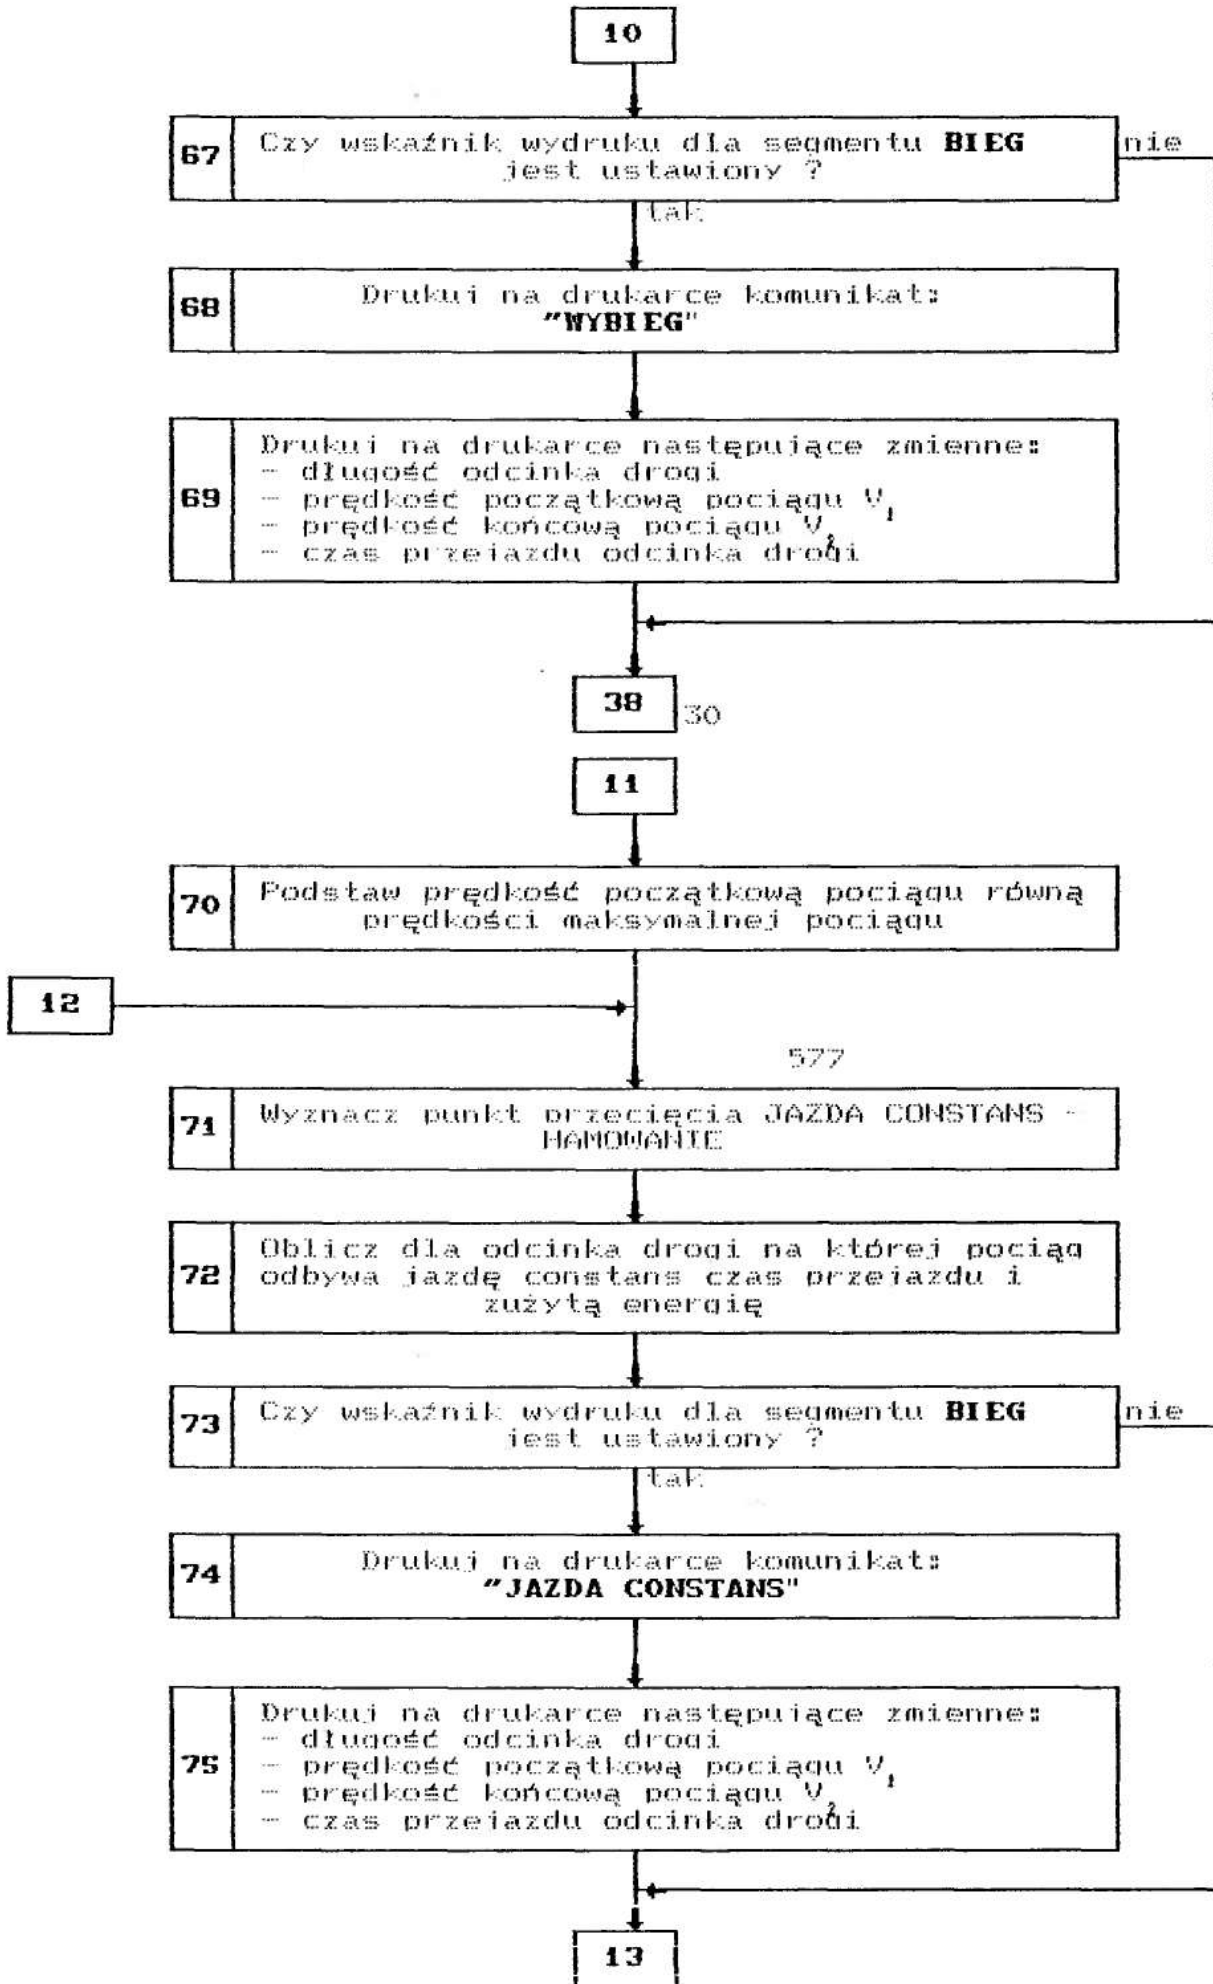 10
67 Czy wskaźnik wydruku dla segmentu BIEG nie
jest ustawiony ?
tak
68 Drukuj na drukarce komunikat:
"WYBIEG"
69 Drukuj na drukarce następujące zmienne:
- długość odcinka drogi
- prędkość początkową pociągu V1
- prędkość końcową pociągu V2
- czas przejazdu odcinka drogi
38 30
11
70 Podstaw prędkość początkową pociągu równą
prędkości maksymalnej pociągu
12
577
71 Wyznacz punkt przecięcia JAZDA CONSTANS -
HAMOWANIE
72 Oblicz dla odcinka drogi na której pociąg
odbywa jazdę constans czas przejazdu i
zużytą energię
73 Czy wskaźnik wydruku dla segmentu BIEG nie
jest ustawiony ?
tak
74 Drukuj na drukarce komunikat:
"JAZDA CONSTANS"
75 Drukuj na drukarce następujące zmienne:
- długość odcinka drogi
- prędkość początkową pociągu V1
- prędkość końcową pociągu V2
- czas przejazdu odcinka drogi
13